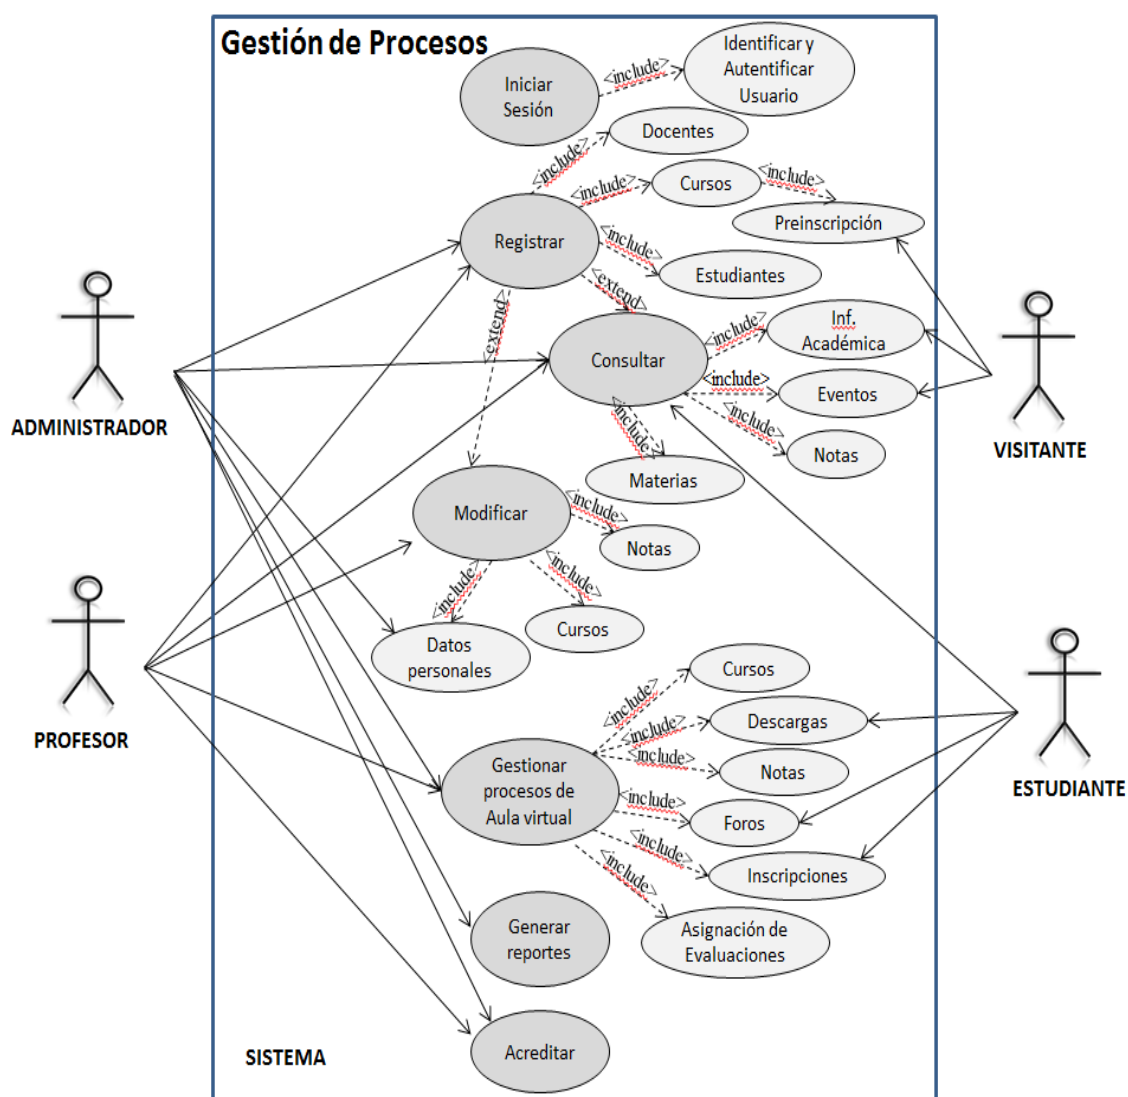 Gestión de Procesos
Identificar y
Autentificar
Usuario
<include>
Iniciar
Sesión
Docentes
<include>
Cursos
<include>
<include>
Preinscripción
Registrar
<include>
Estudiantes
<extend>
<extend>
Inf.
Académica
<include>
Consultar
<include>
Eventos
<include>
Notas
<include>
Materias
ADMINISTRADOR
VISITANTE
Modificar
<include>
Notas
<include>
<include>
Cursos
Datos
personales
PROFESOR
Cursos
<include>
Descargas
<include>
Notas
<include>
Gestionar
procesos de
Aula virtual
<include>
Foros
<include>
Inscripciones
<include>
Asignación de
Evaluaciones
ESTUDIANTE
Generar
reportes
Acreditar
SISTEMA